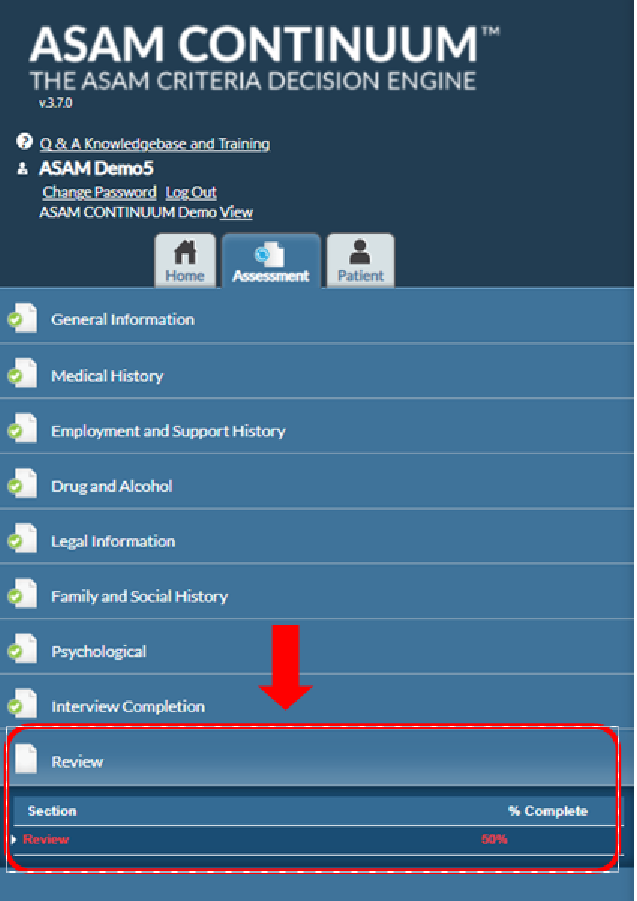 ASAM CONTINUUM™
THE ASAM CRITERIA DECISION ENGINE
v.3.7.0
Q & A Knowledgebase and Training
ASAM Demo5
Change Password Log Out
ASAM CONTINUUM Demo View
Home Assessment Patient
General Information
Medical History
Employment and Support History
Drug and Alcohol
Legal Information
Family and Social History
Psychological
Interview Completion
Review
Section % Complete
Review 50%